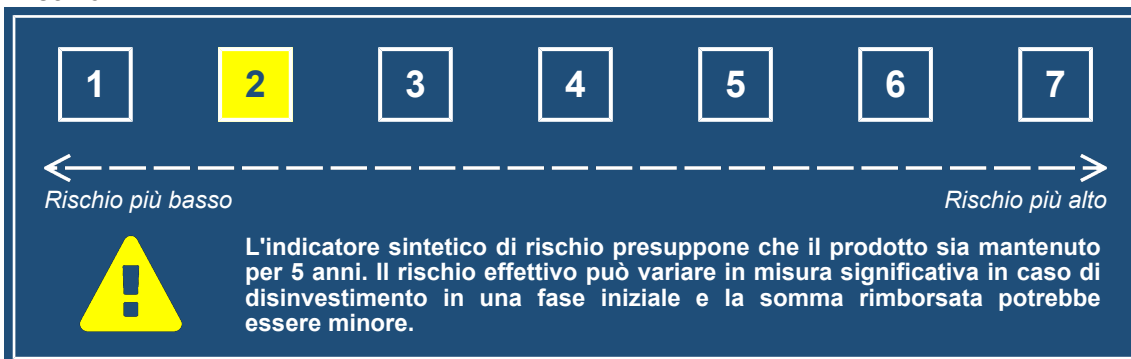 1 2 3 4 5 6 7
Rischio più basso Rischio più alto
L'indicatore sintetico di rischio presuppone che il prodotto sia mantenuto
per 5 anni. Il rischio effettivo può variare in misura significativa in caso di
disinvestimento in una fase iniziale e la somma rimborsata potrebbe
essere minore.